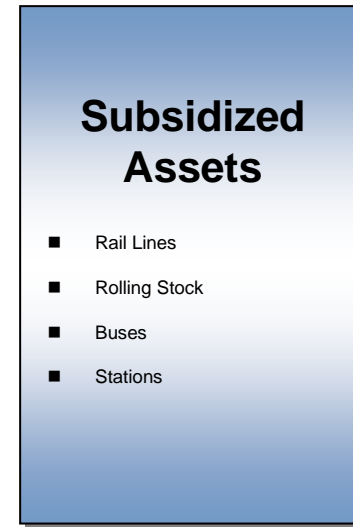 Subsidized
Assets
■ Rail Lines
■ Rolling Stock
■ Buses
■ Stations